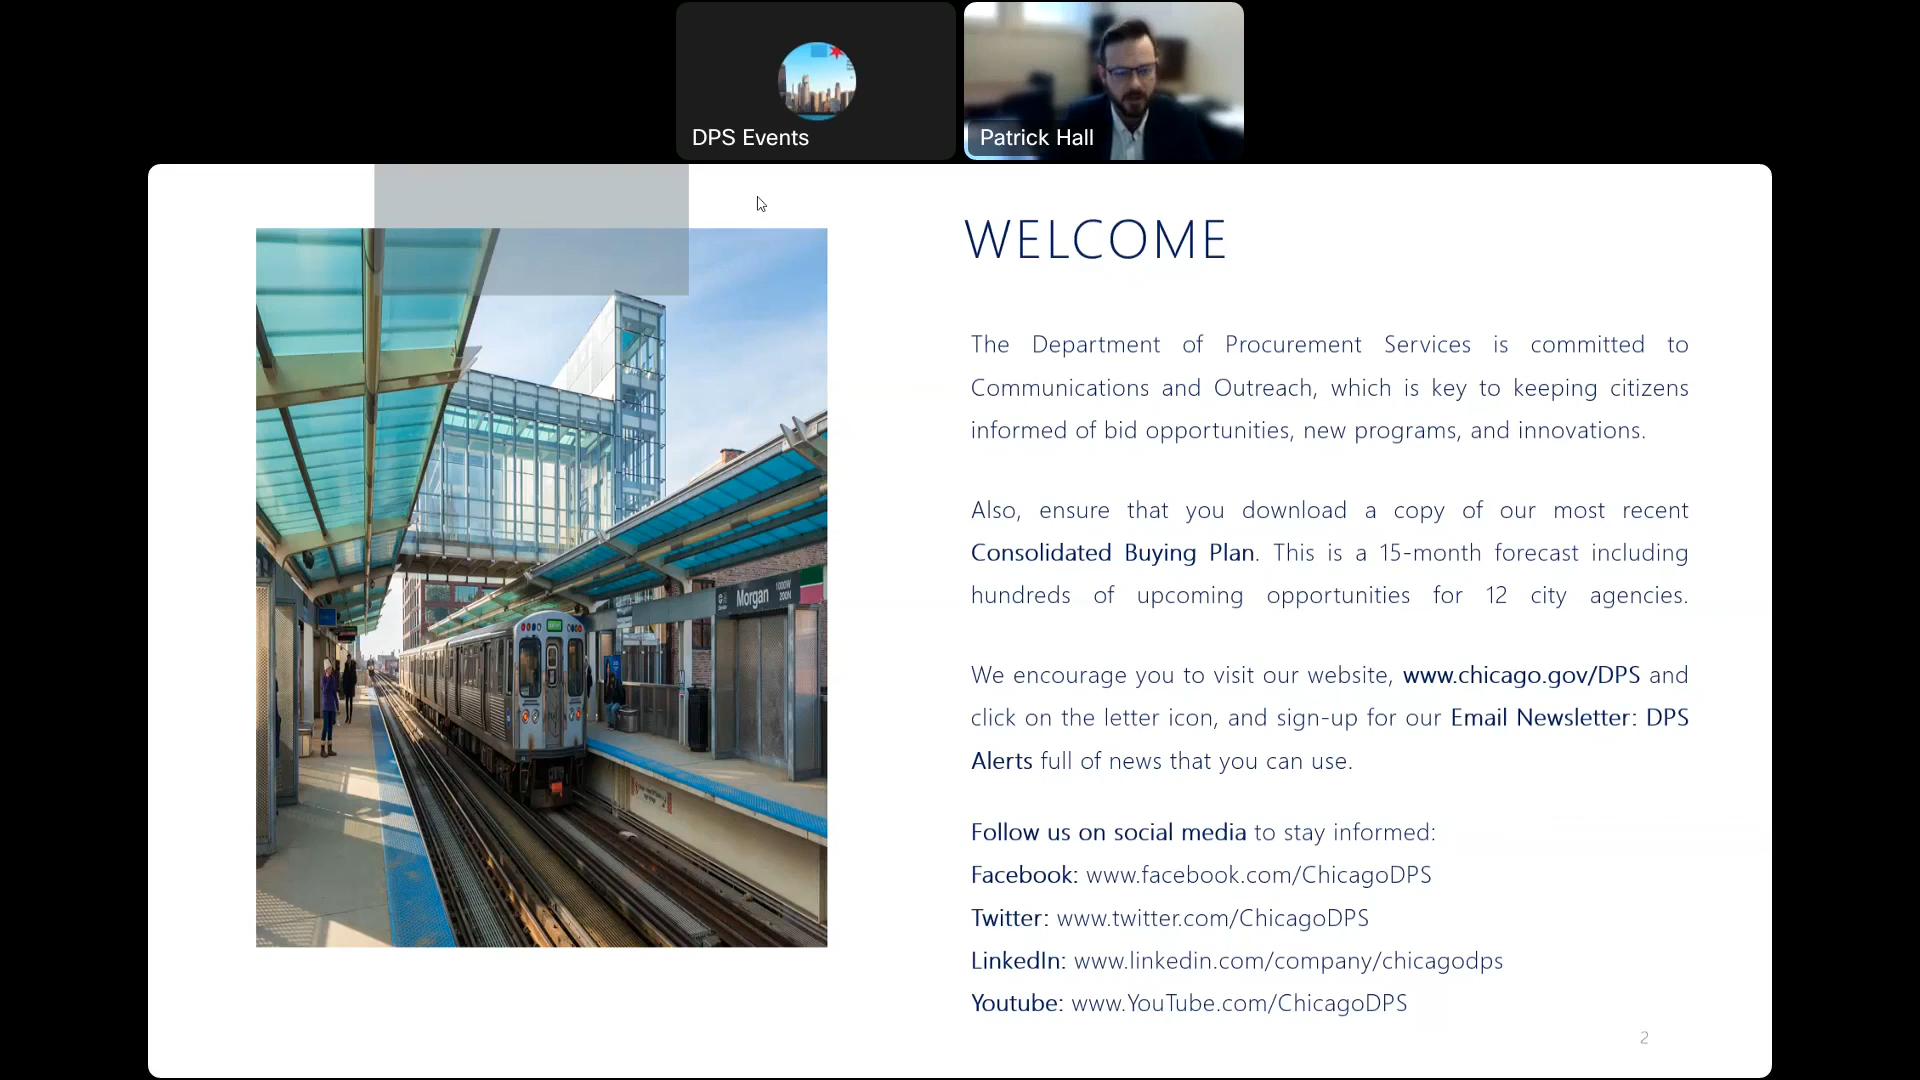 DPS Events
Patrick Hall
WELCOME
The Department of Procurement Services is committed to
Communications and Outreach, which is key to keeping citizens
informed of bid opportunities, new programs, and innovations.
Also, ensure that you download a copy of our most recent
Consolidated Buying Plan. This is a 15-month forecast including
hundreds of upcoming opportunities for 12 city agencies.
We encourage you to visit our website, www.chicago.gov/DPS and
click on the letter icon, and sign-up for our Email Newsletter: DPS
Alerts full of news that you can use.
Follow us on social media to stay informed:
Facebook: www.facebook.com/ChicagoDPS
Twitter: www.twitter.com/ChicagoDPS
LinkedIn: www.linkedin.com/company/chicagodps
Youtube: www.YouTube.com/ChicagoDPS
2
Morgan
1000W
200N